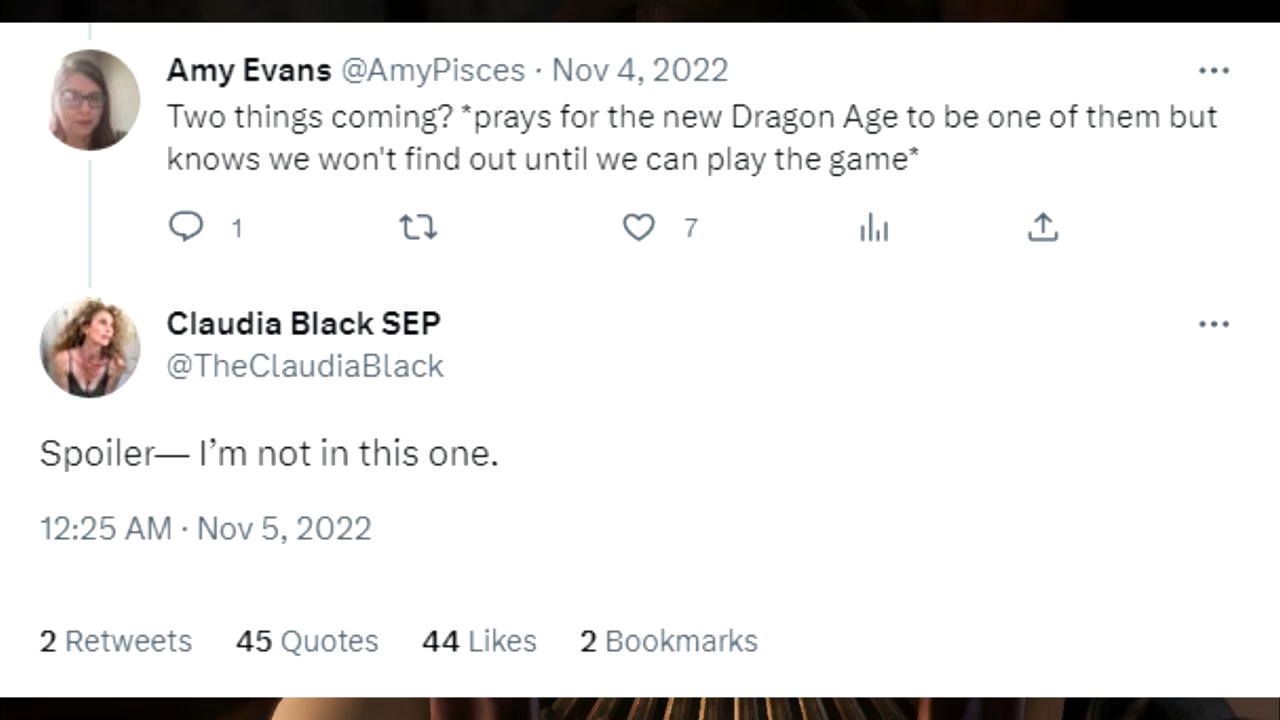 Amy Evans @AmyPisces · Nov 4, 2022
Two things coming? *prays for the new Dragon Age to be one of them but
knows we won't find out until we can play the game*
1 7
Claudia Black SEP
@TheClaudiaBlack
Spoiler— I’m not in this one.
12:25 AM · Nov 5, 2022
2 Retweets 45 Quotes 44 Likes 2 Bookmarks